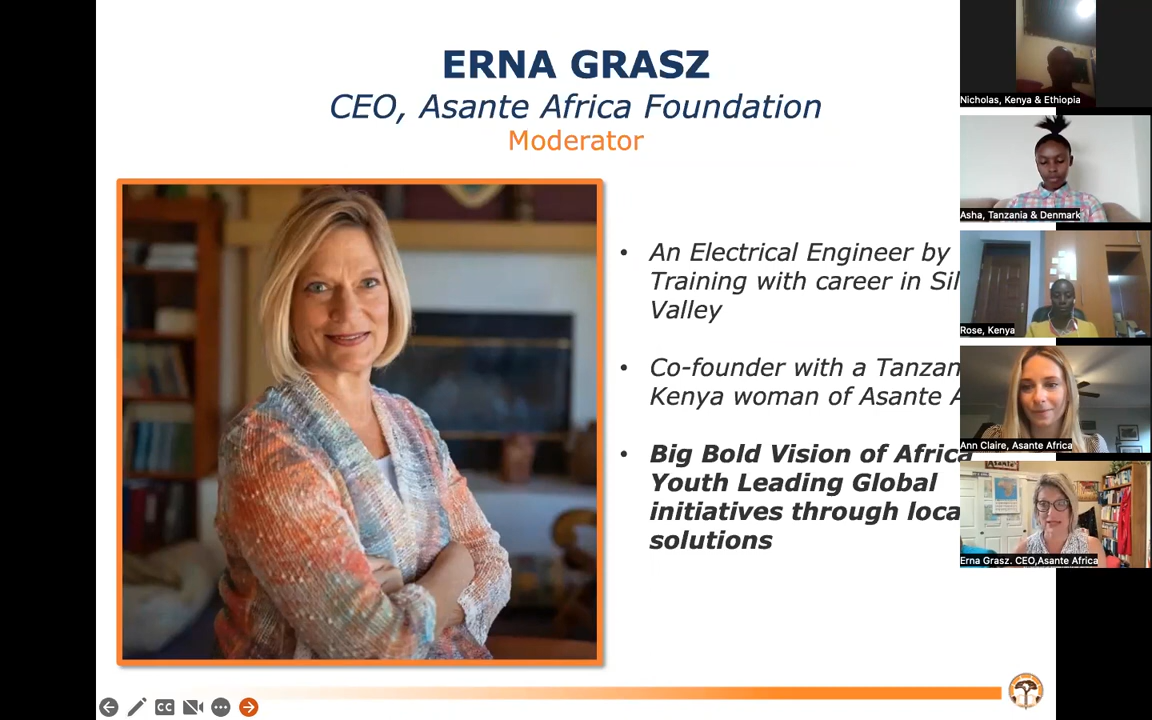 ERNA GRASZ
CEO, Asante Africa Foundation
Moderator
An Electrical Engineer by
Training with career in Sil
Valley
Co-founder with a Tanzan
Kenya woman of Asante A
Big Bold Vision of Africa
Youth Leading Global
initiatives through loca
solutions
Nicholas, Kenya & Ethiopia
Asha, Tanzania & Denmark
Rose, Kenya
Ann Claire, Asante Africa
Erna Grasz. CEO,Asante Africa
CC